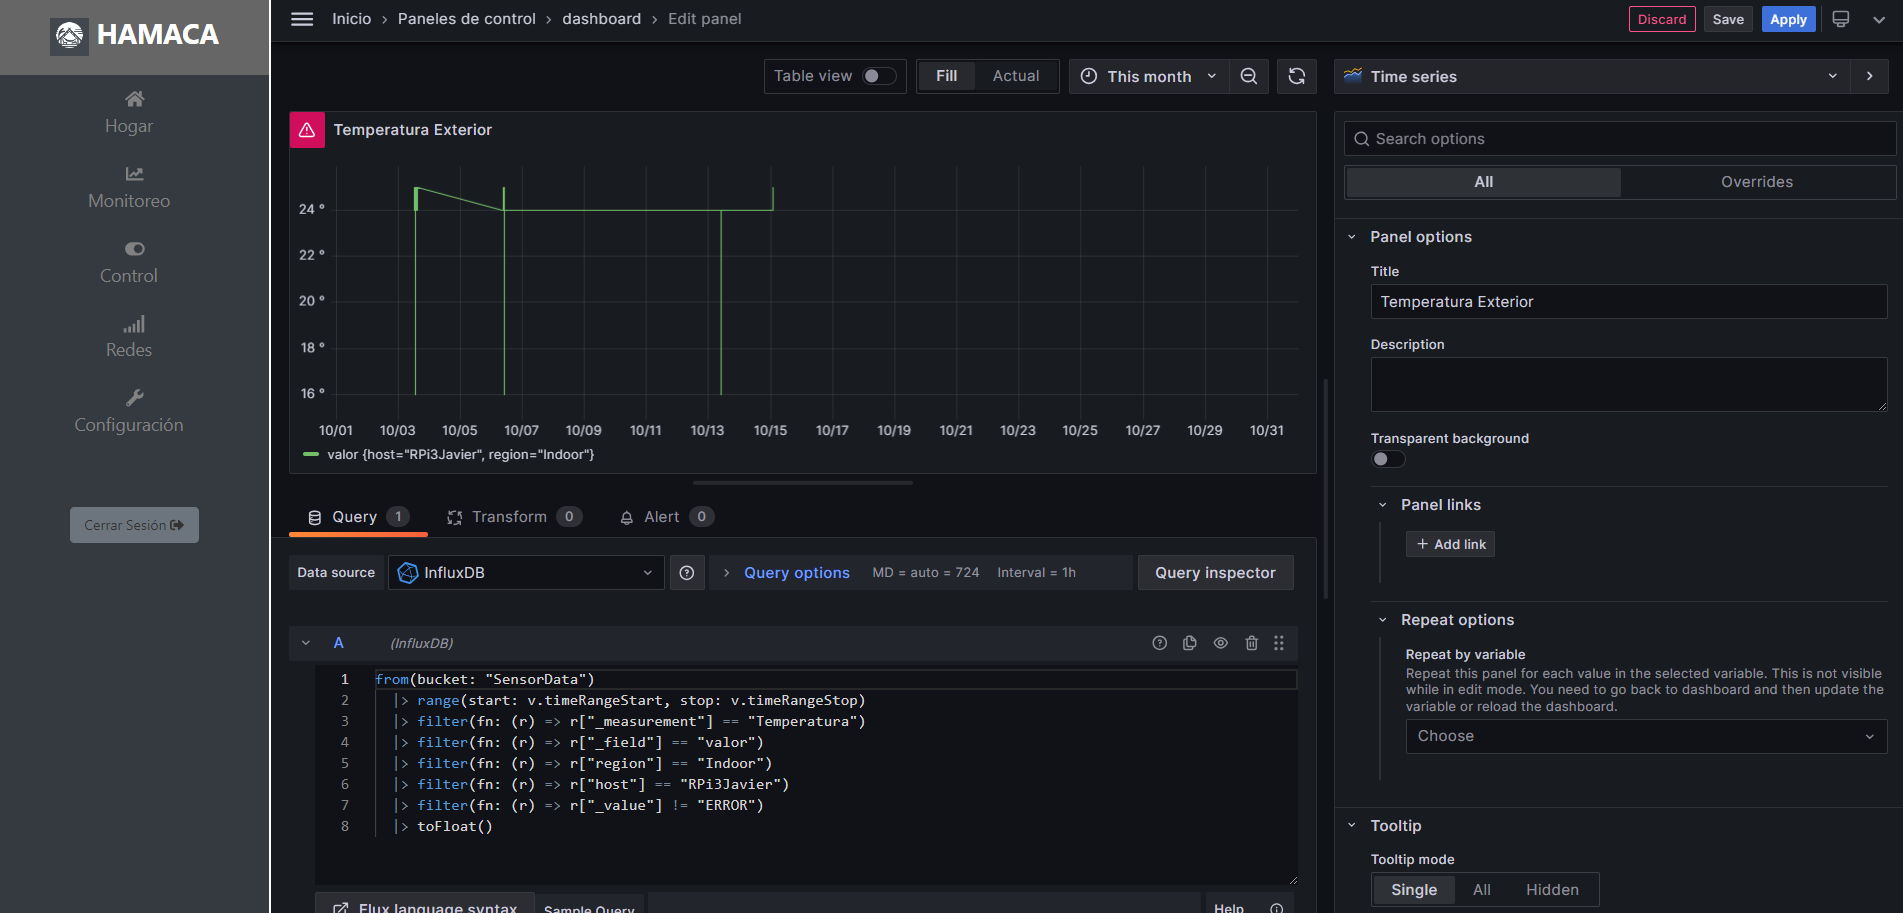 HAMACA
Hogar
Monitoreo
Control
Redes
Configuración
Cerrar Sesión
Inicio > Paneles de control > dashboard > Edit panel
Discard Save Apply
Table view Fill Actual This month
Temperatura Exterior
24 °
22 °
20 °
18 °
16 °
10/01 10/03 10/05 10/07 10/09 10/11 10/13 10/15 10/17 10/19 10/21 10/23 10/25 10/27 10/29 10/31
valor {host="RPi3Javier", region="Indoor"}
Query 1 Transform 0 Alert 0
Data source InfluxDB > Query options MD = auto = 724 Interval = 1h Query inspector
A (InfluxDB)
1 from(bucket: "SensorData")
2 |> range(start: v.timeRangeStart, stop: v.timeRangeStop)
3 |> filter(fn: (r) => r["_measurement"] == "Temperatura")
4 |> filter(fn: (r) => r["_field"] == "valor")
5 |> filter(fn: (r) => r["region"] == "Indoor")
6 |> filter(fn: (r) => r["host"] == "RPi3Javier")
7 |> filter(fn: (r) => r["_value"] != "ERROR")
8 |> toFloat()
Flux language syntax Sample Query Help
Time series
Search options
All Overrides
Panel options
Title
Temperatura Exterior
Description
Transparent background
Panel links
+ Add link
Repeat options
Repeat by variable
Repeat this panel for each value in the selected variable. This is not visible
while in edit mode. You need to go back to dashboard and then update the
variable or reload the dashboard.
Choose
Tooltip
Tooltip mode
Single All Hidden